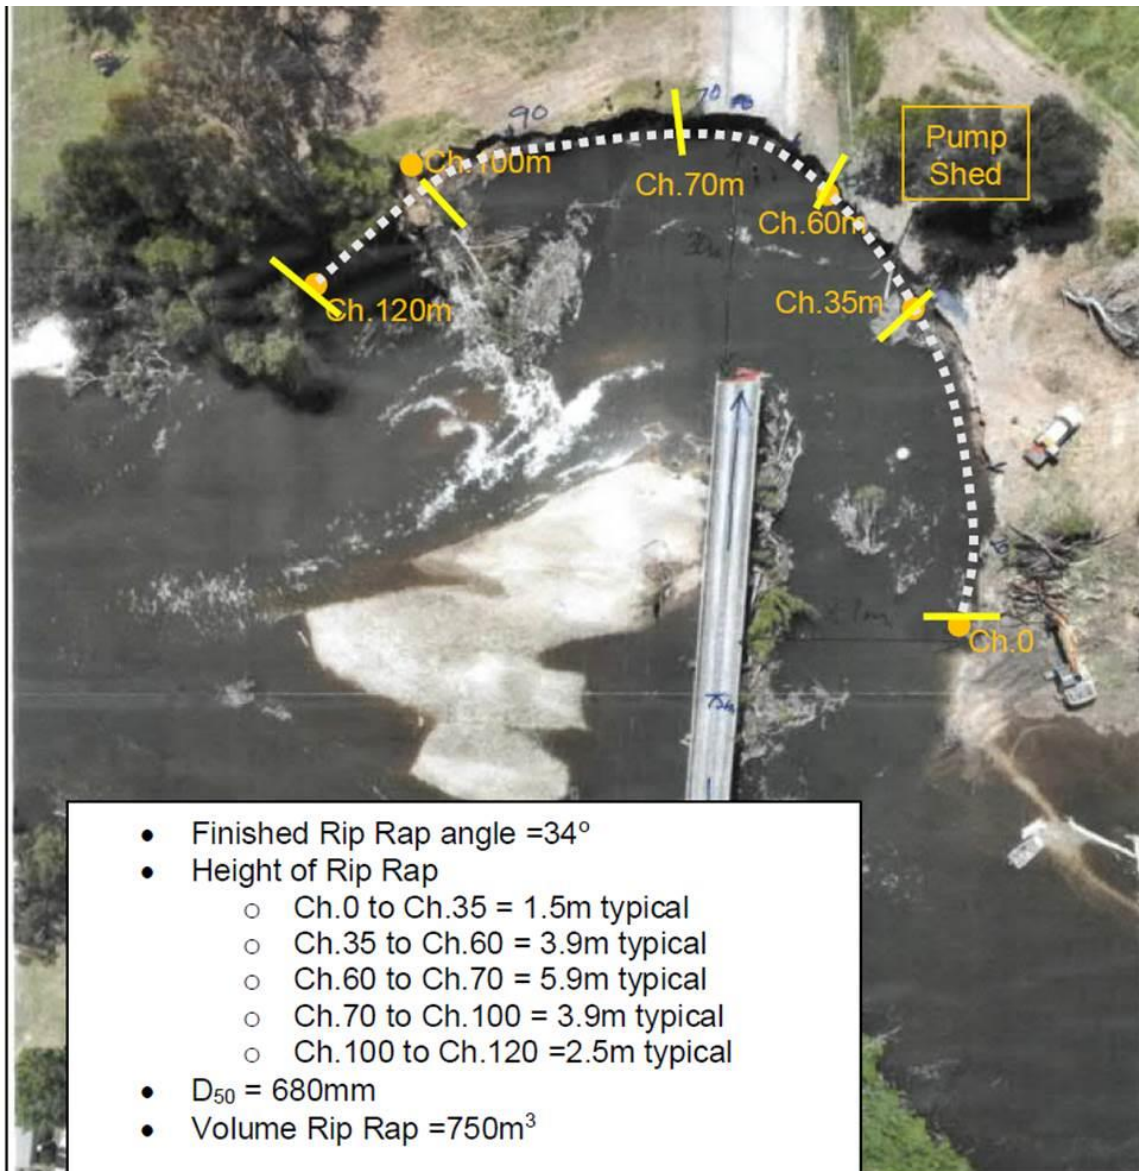 90
70
Pump
Shed
Ch.100m
Ch.70m
Ch.60m
Ch.35m
Ch.120m
Ch.0
• Finished Rip Rap angle =34°
• Height of Rip Rap
○ Ch.0 to Ch.35 = 1.5m typical
○ Ch.35 to Ch.60 = 3.9m typical
○ Ch.60 to Ch.70 = 5.9m typical
○ Ch.70 to Ch.100 = 3.9m typical
○ Ch.100 to Ch.120 =2.5m typical
• D₅₀ = 680mm
• Volume Rip Rap =750m³